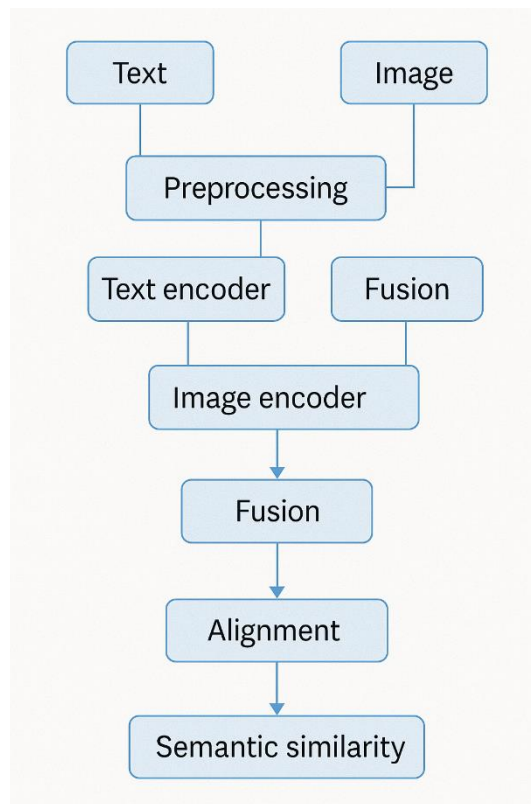 Text
Image
Preprocessing
Text encoder
Fusion
Image encoder
Fusion
Alignment
Semantic similarity